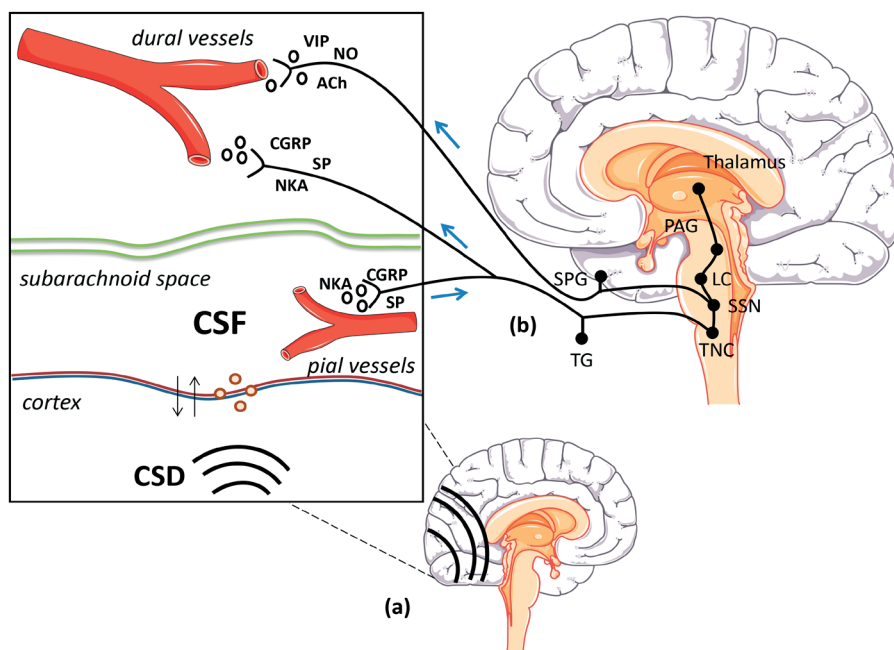 dural vessels
VIP
NO
ACh
CGRP
SP
NKA
subarachnoid space
NKA
CGRP
SP
CSF
pial vessels
cortex
CSD
Thalamus
PAG
LC
SPG
SSN
(b)
TNC
TG
(a)